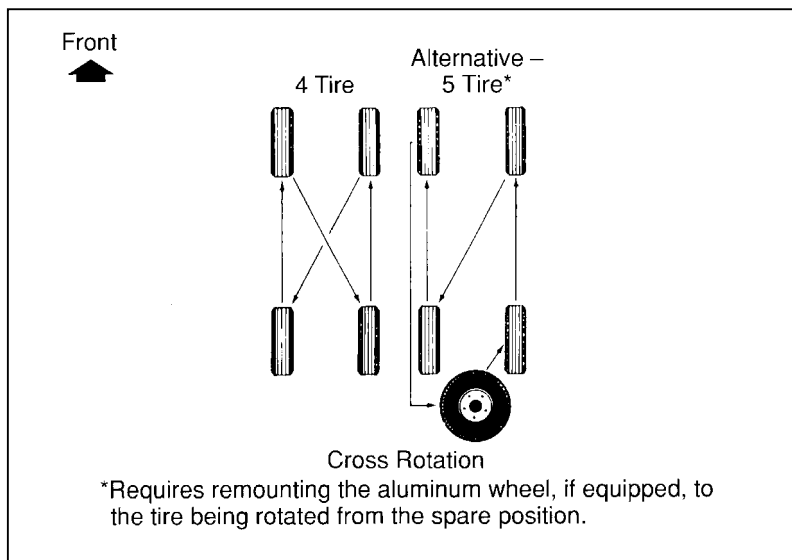 Front
Alternative –
4 Tire
5 Tire*
Cross Rotation
*Requires remounting the aluminum wheel, if equipped, to
the tire being rotated from the spare position.